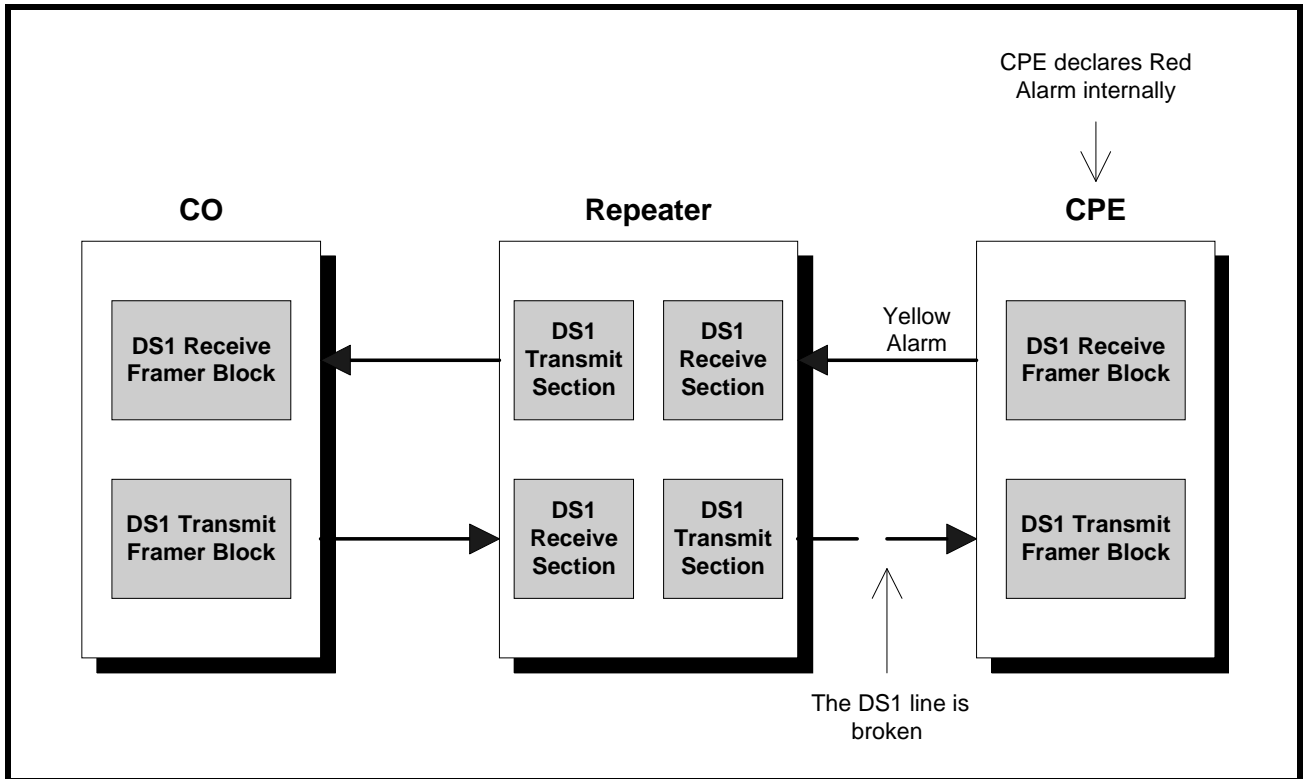 CPE declares Red
Alarm internally
CO
Repeater
CPE
DS1 Receive
Framer Block
DS1
Transmit
Section
DS1
Receive
Section
Yellow
Alarm
DS1 Receive
Framer Block
DS1 Transmit
Framer Block
DS1
Receive
Section
DS1
Transmit
Section
DS1 Transmit
Framer Block
The DS1 line is
broken